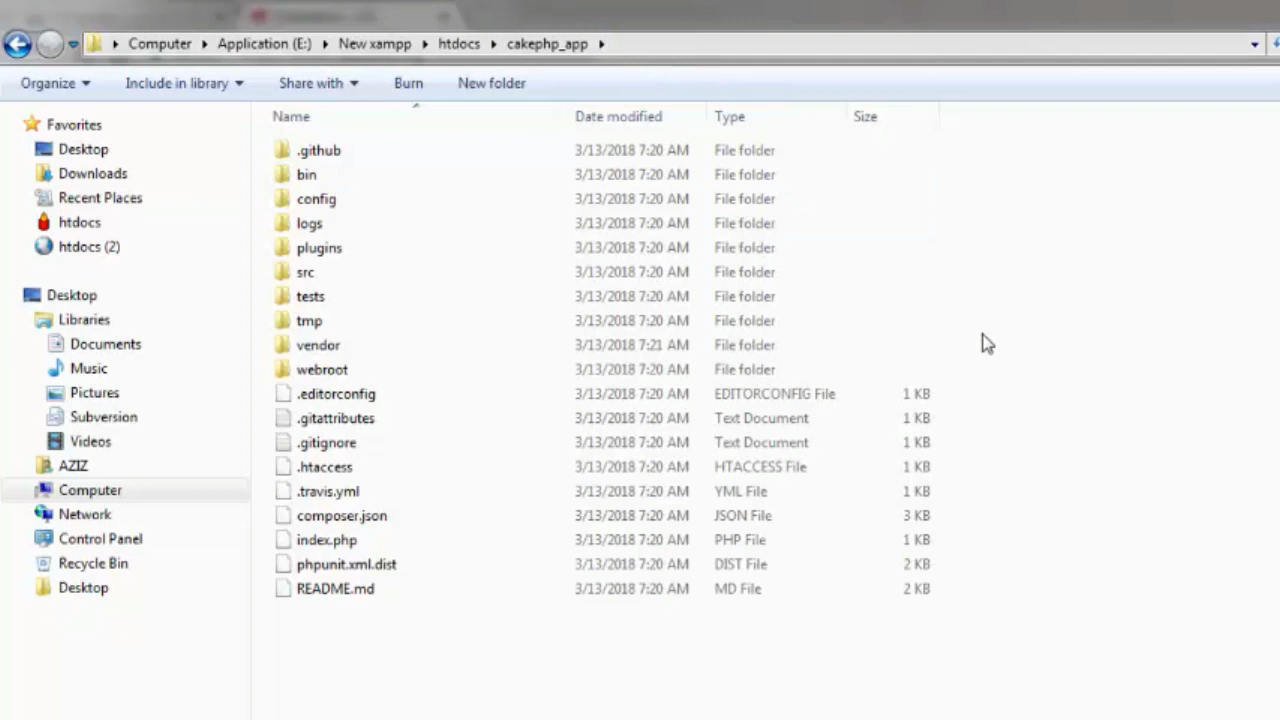 Computer Application (E:) New xampp htdocs cakephp_app
Organize Include in library Share with Burn New folder
Favorites
Desktop
Downloads
Recent Places
htdocs
htdocs (2)
Desktop
Libraries
Documents
Music
Pictures
Subversion
Videos
AZIZ
Computer
Network
Control Panel
Recycle Bin
Desktop
Name Date modified Type Size
.github 3/13/2018 7:20 AM File folder
bin 3/13/2018 7:20 AM File folder
config 3/13/2018 7:20 AM File folder
logs 3/13/2018 7:20 AM File folder
plugins 3/13/2018 7:20 AM File folder
src 3/13/2018 7:20 AM File folder
tests 3/13/2018 7:20 AM File folder
tmp 3/13/2018 7:20 AM File folder
vendor 3/13/2018 7:21 AM File folder
webroot 3/13/2018 7:20 AM File folder
.editorconfig 3/13/2018 7:20 AM EDITORCONFIG File 1 KB
.gitattributes 3/13/2018 7:20 AM Text Document 1 KB
.gitignore 3/13/2018 7:20 AM Text Document 1 KB
.htaccess 3/13/2018 7:20 AM HTACCESS File 1 KB
.travis.yml 3/13/2018 7:20 AM YML File 1 KB
composer.json 3/13/2018 7:20 AM JSON File 3 KB
index.php 3/13/2018 7:20 AM PHP File 1 KB
phpunit.xml.dist 3/13/2018 7:20 AM DIST File 2 KB
README.md 3/13/2018 7:20 AM MD File 2 KB